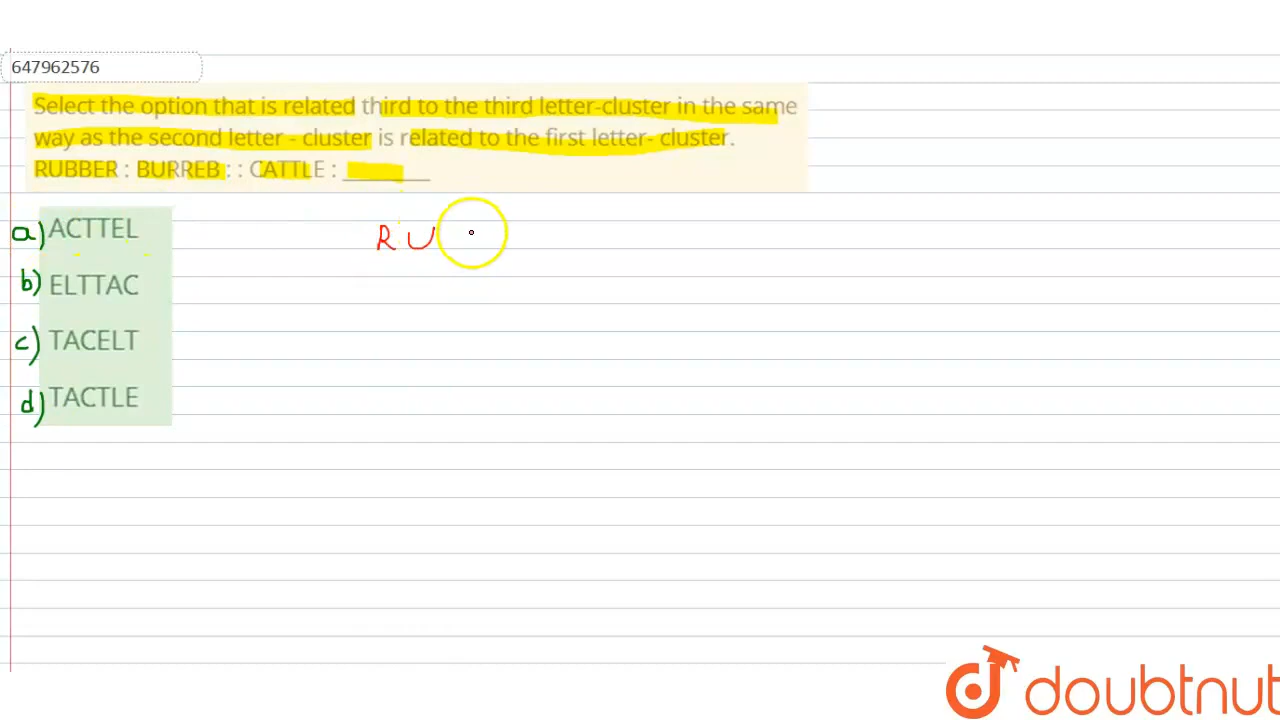 647962576
Select the option that is related third to the third letter-cluster in the same
way as the second letter - cluster is related to the first letter- cluster.
RUBBER : BURREB : : CATTLE : ________
a) ACTTEL
R U
b) ELTTAC
c) TACELT
d) TACTLE
doubtnut